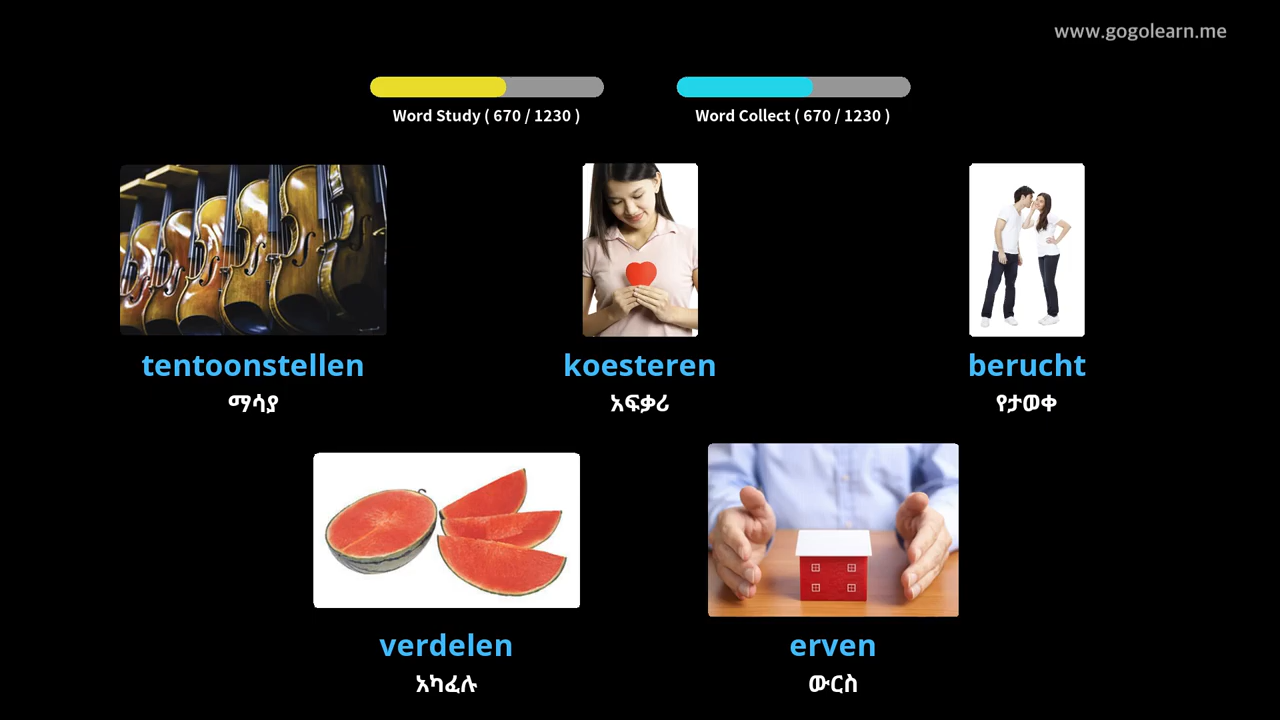 www.gogolearn.me
Word Study ( 670 / 1230 )
Word Collect ( 670 / 1230 )
tentoonstellen
ማሳያ
koesteren
አፍቃሪ
berucht
የታወቀ
verdelen
አካፈሉ
erven
ውርስ